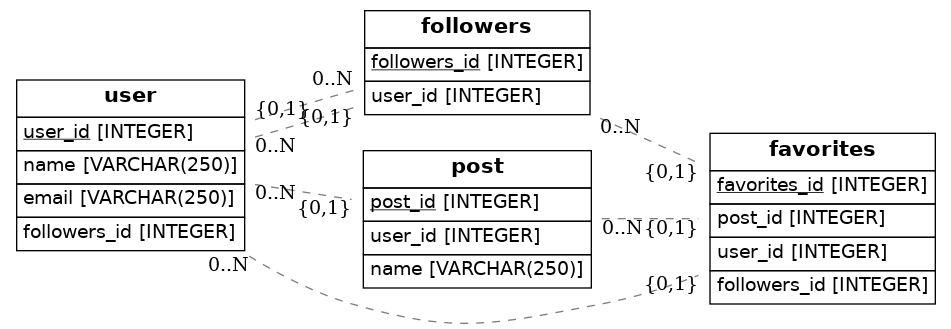 followers
followers_id [INTEGER]
user_id [INTEGER]
user
user_id [INTEGER]
name [VARCHAR(250)]
email [VARCHAR(250)]
followers_id [INTEGER]
post
post_id [INTEGER]
user_id [INTEGER]
name [VARCHAR(250)]
favorites
favorites_id [INTEGER]
post_id [INTEGER]
user_id [INTEGER]
followers_id [INTEGER]
0..N
{0,1}
{0,1}
0..N
0..N
{0,1}
0..N
{0,1}
0..N
{0,1}
0..N
{0,1}